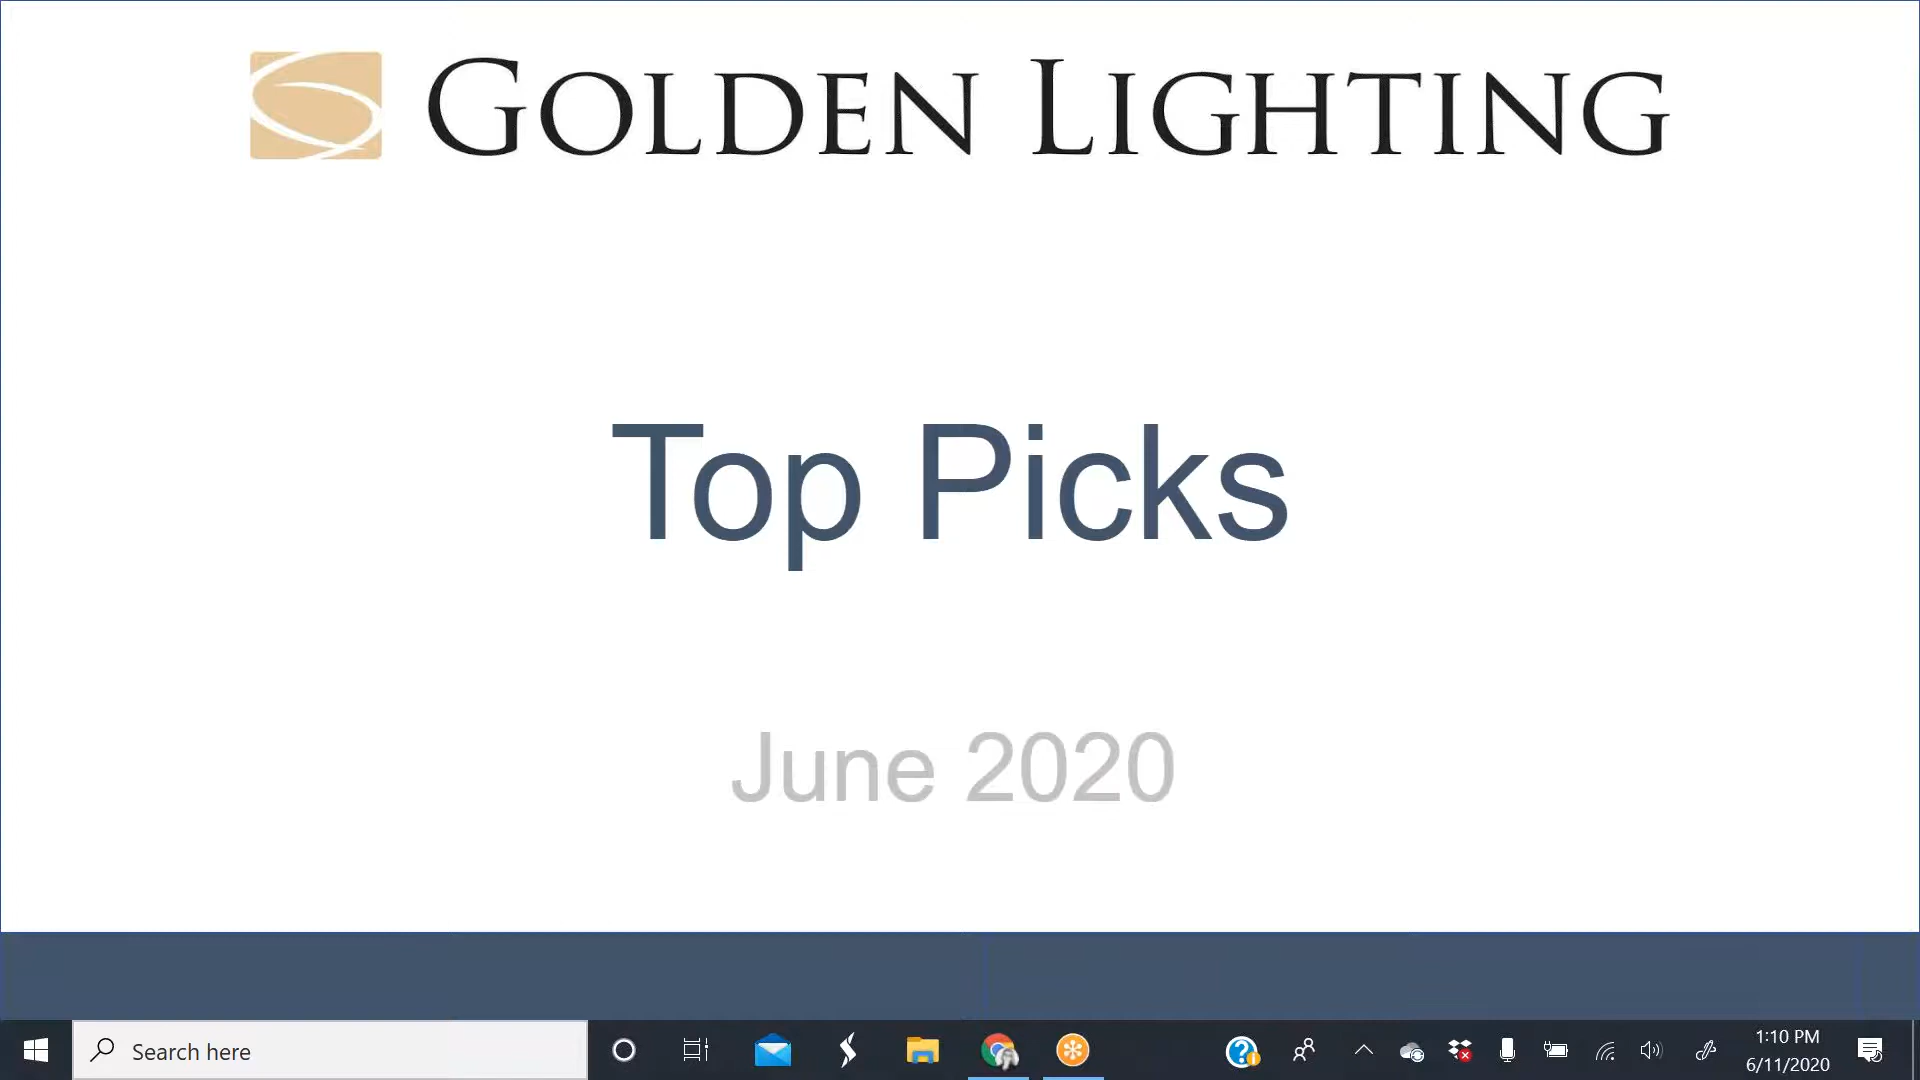 GOLDEN LIGHTING
Top Picks
June 2020
Search here
1:10 PM
6/11/2020